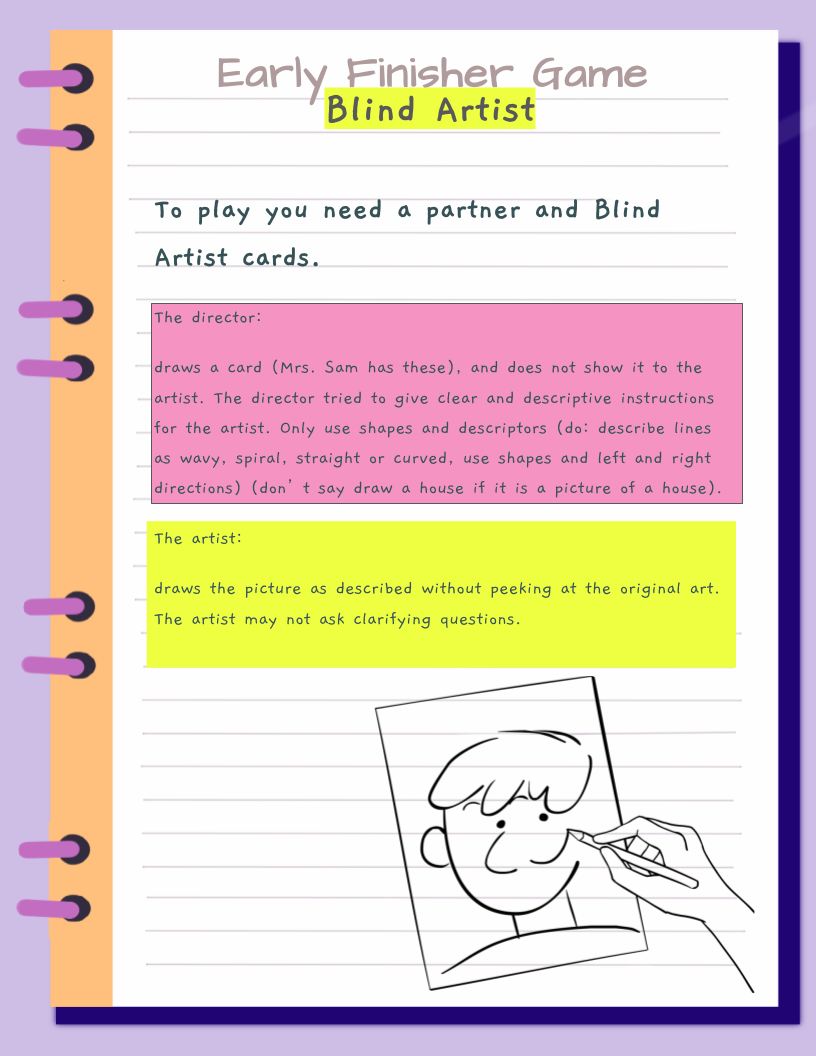 Early Finisher Game
Blind Artist
To play you need a partner and Blind
Artist cards.
The director:
draws a card (Mrs. Sam has these), and does not show it to the
artist. The director tried to give clear and descriptive instructions
for the artist. Only use shapes and descriptors (do: describe lines
as wavy, spiral, straight or curved, use shapes and left and right
directions) (don’t say draw a house if it is a picture of a house).
The artist:
draws the picture as described without peeking at the original art.
The artist may not ask clarifying questions.